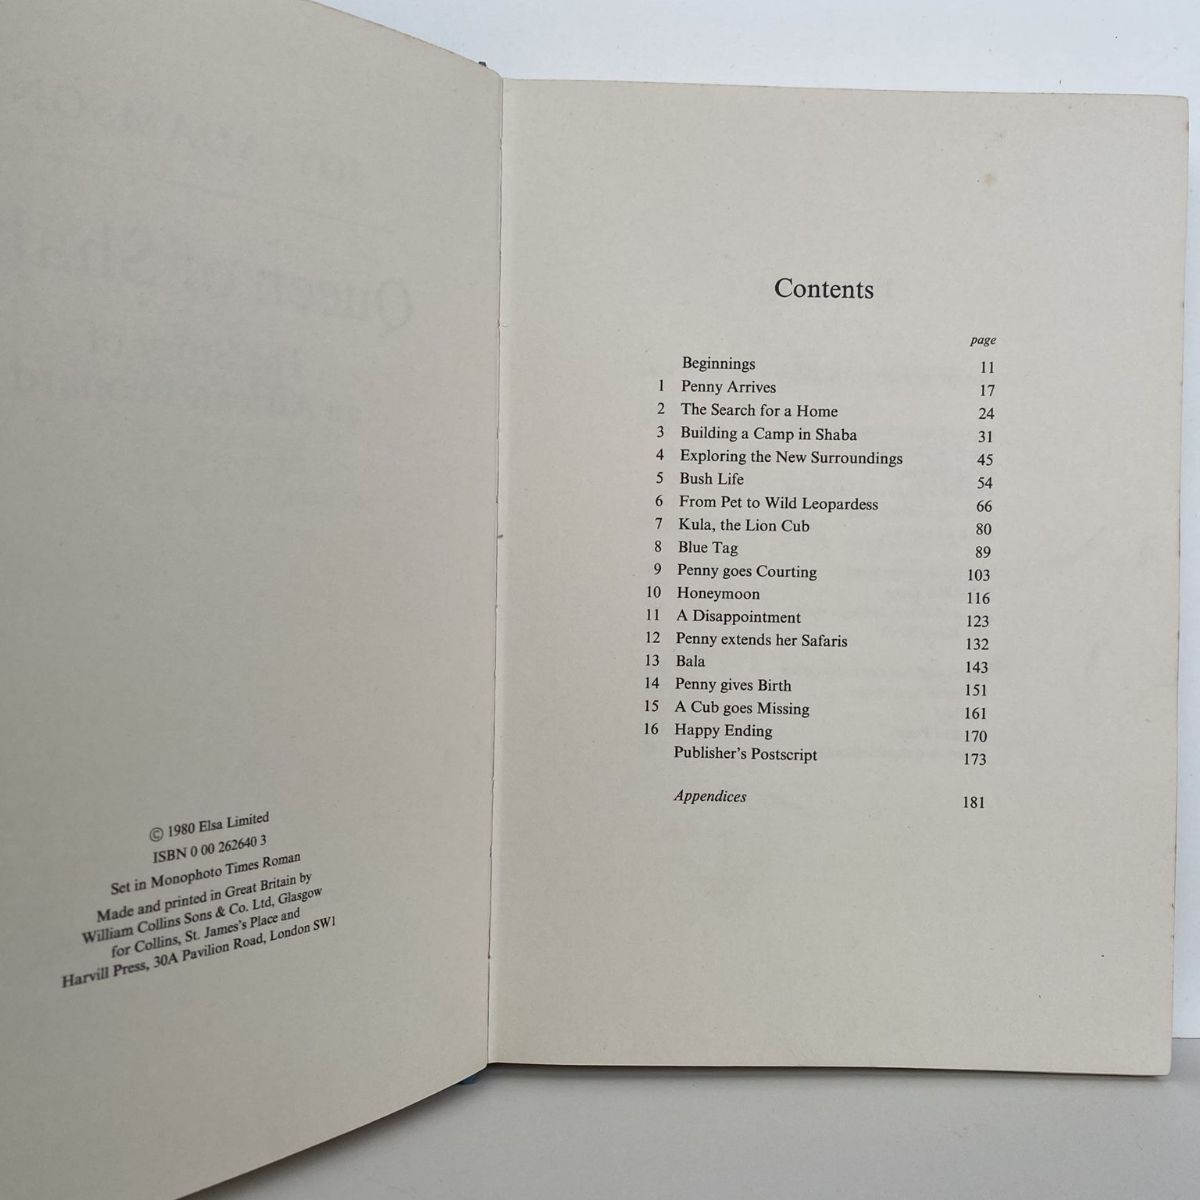 © 1980 Elsa Limited
ISBN 0 00 262640 3
Set in Monophoto Times Roman
Made and printed in Great Britain by
William Collins Sons & Co. Ltd, Glasgow
for Collins, St. James's Place and
Harvill Press, 30A Pavilion Road, London SW1
Contents
page
Beginnings 11
1 Penny Arrives 17
2 The Search for a Home 24
3 Building a Camp in Shaba 31
4 Exploring the New Surroundings 45
5 Bush Life 54
6 From Pet to Wild Leopardess 66
7 Kula, the Lion Cub 80
8 Blue Tag 89
9 Penny goes Courting 103
10 Honeymoon 116
11 A Disappointment 123
12 Penny extends her Safaris 132
13 Bala 143
14 Penny gives Birth 151
15 A Cub goes Missing 161
16 Happy Ending 170
Publisher's Postscript 173
Appendices 181